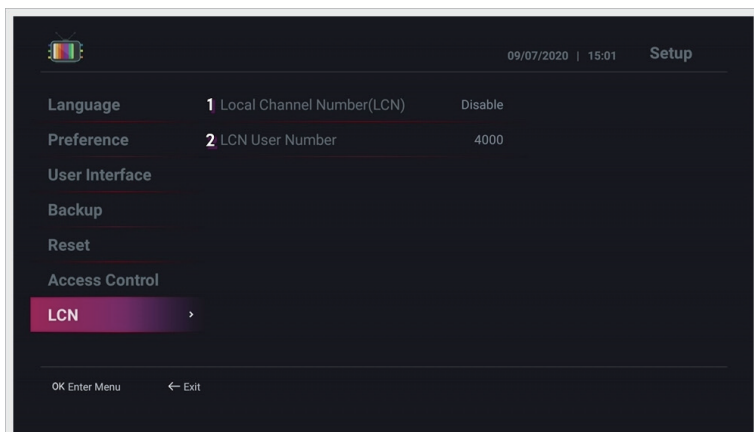 09/07/2020 | 15:01 Setup
Language 1 Local Channel Number(LCN) Disable
Preference 2 LCN User Number 4000
User Interface
Backup
Reset
Access Control
LCN ›
OK Enter Menu ← Exit